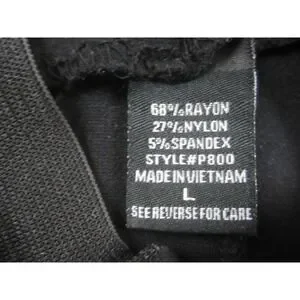 68% RAYON
27% NYLON
5% SPANDEX
STYLE#P800
MADE IN VIETNAM
L
SEE REVERSE FOR CARE